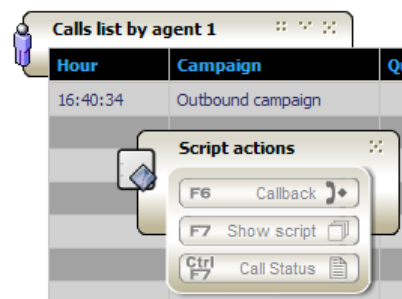 Calls list by agent 1
Hour Campaign
16:40:34 Outbound campaign
Script actions
F6 Callback
F7 Show script
Ctrl F7 Call Status